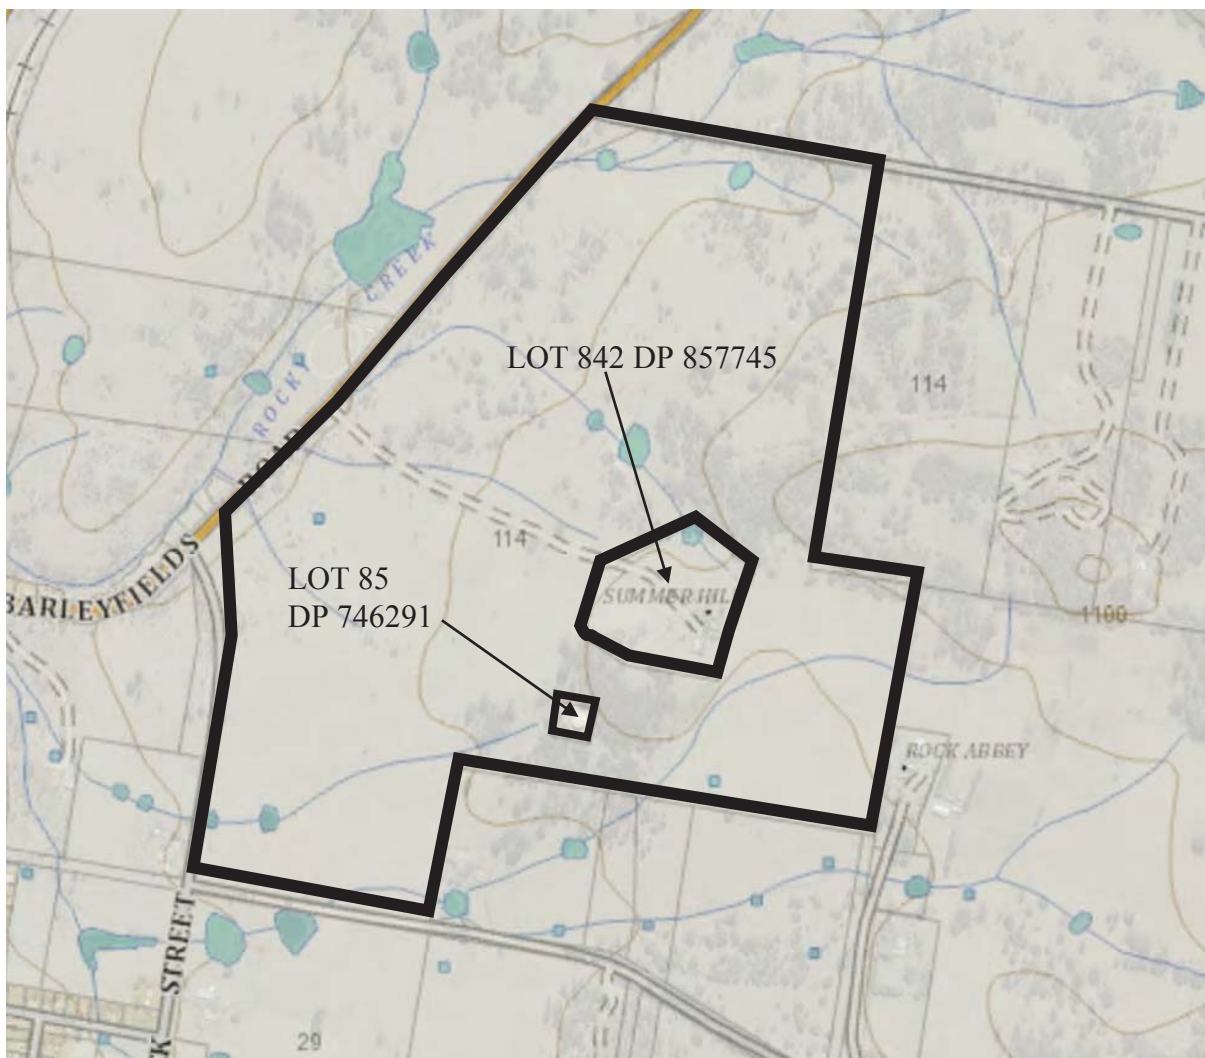 CREEK
ROCKY
LOT 842 DP 857745
114
ROAD
114
BARLEYFIELDS
LOT 85
DP 746291
SUMMER HIL
1100
ROCK ABBEY
STREET
29